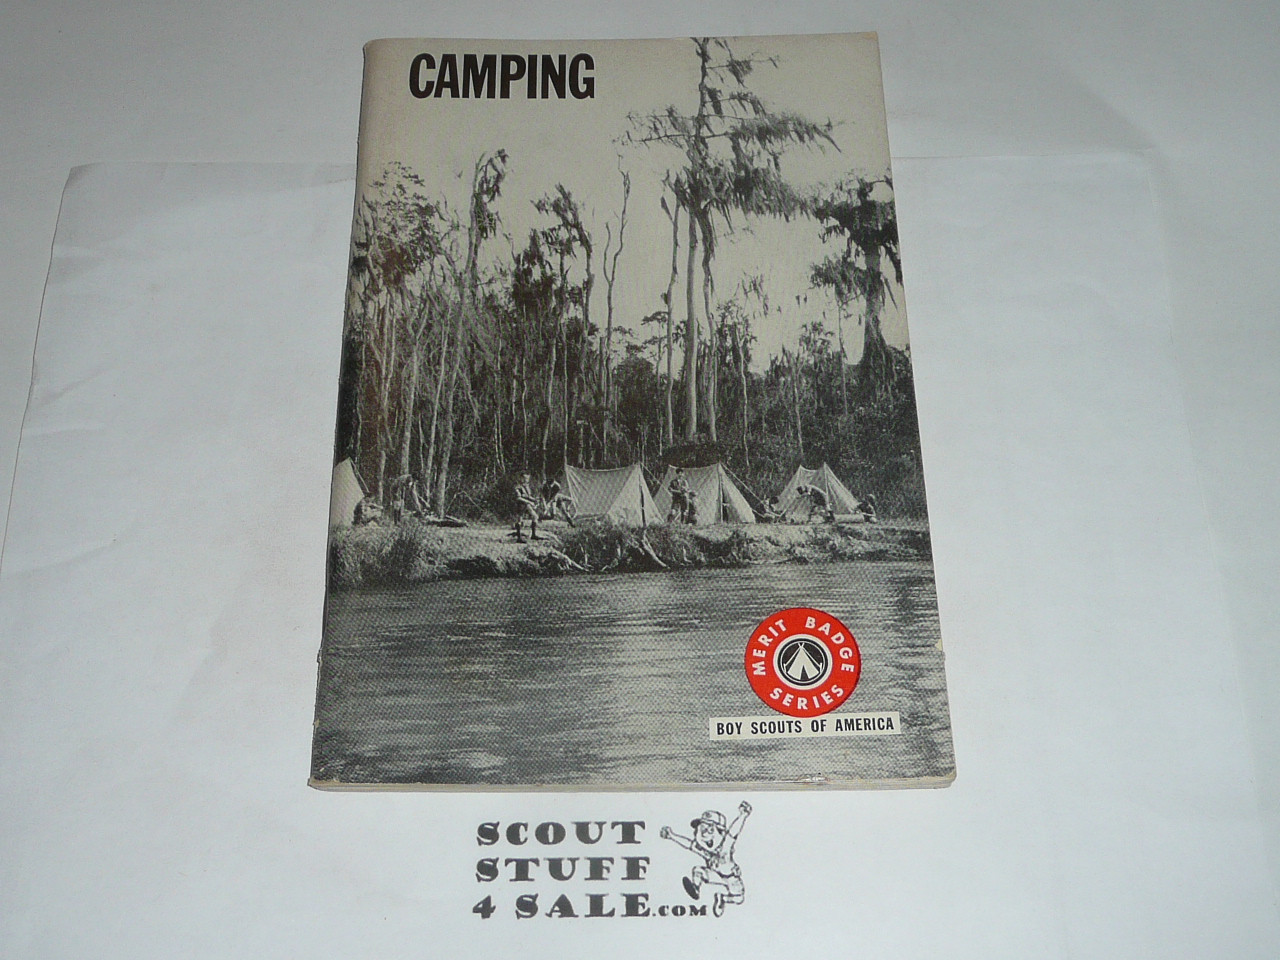 CAMPING
MERIT BADGE
SERIES
BOY SCOUTS OF AMERICA
SCOUT
STUFF
4 SALE.COM